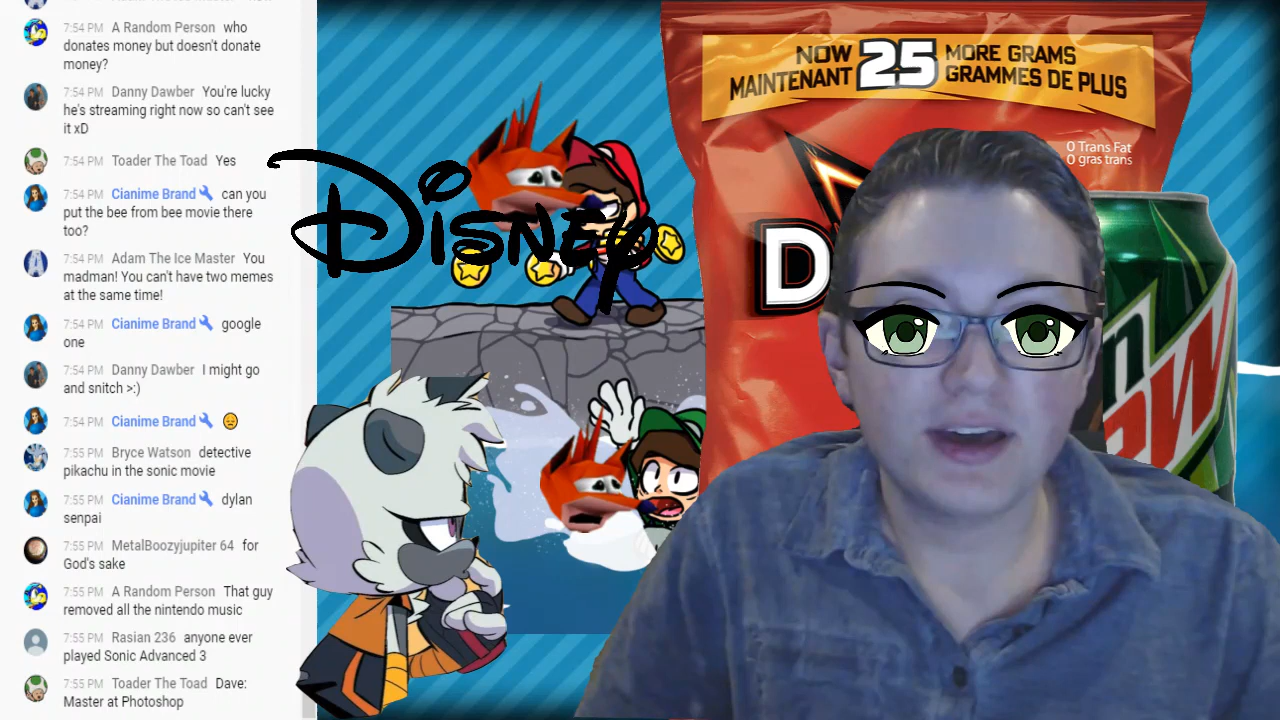 7:54 PM A Random Person who
donates money but doesn't donate
money?
7:54 PM Danny Dawber You're lucky
he's streaming right now so can't see
it xD
7:54 PM Toader The Toad Yes
7:54 PM Cianime Brand can you
put the bee from bee movie there
too?
7:54 PM Adam The Ice Master You
madman! You can't have two memes
at the same time!
7:54 PM Cianime Brand google
one
7:54 PM Danny Dawber I might go
and snitch >:)
7:54 PM Cianime Brand 😔
7:55 PM Bryce Watson detective
pikachu in the sonic movie
7:55 PM Cianime Brand dylan
senpai
7:55 PM MetalBoozyjupiter 64 for
God's sake
7:55 PM A Random Person That guy
removed all the nintendo music
7:55 PM Rasian 236 anyone ever
played Sonic Advanced 3
7:55 PM Toader The Toad Dave:
Master at Photoshop
Disney
NOW 25 MORE GRAMS
MAINTENANT GRAMMES DE PLUS
0 Trans Fat
0 gras trans
D